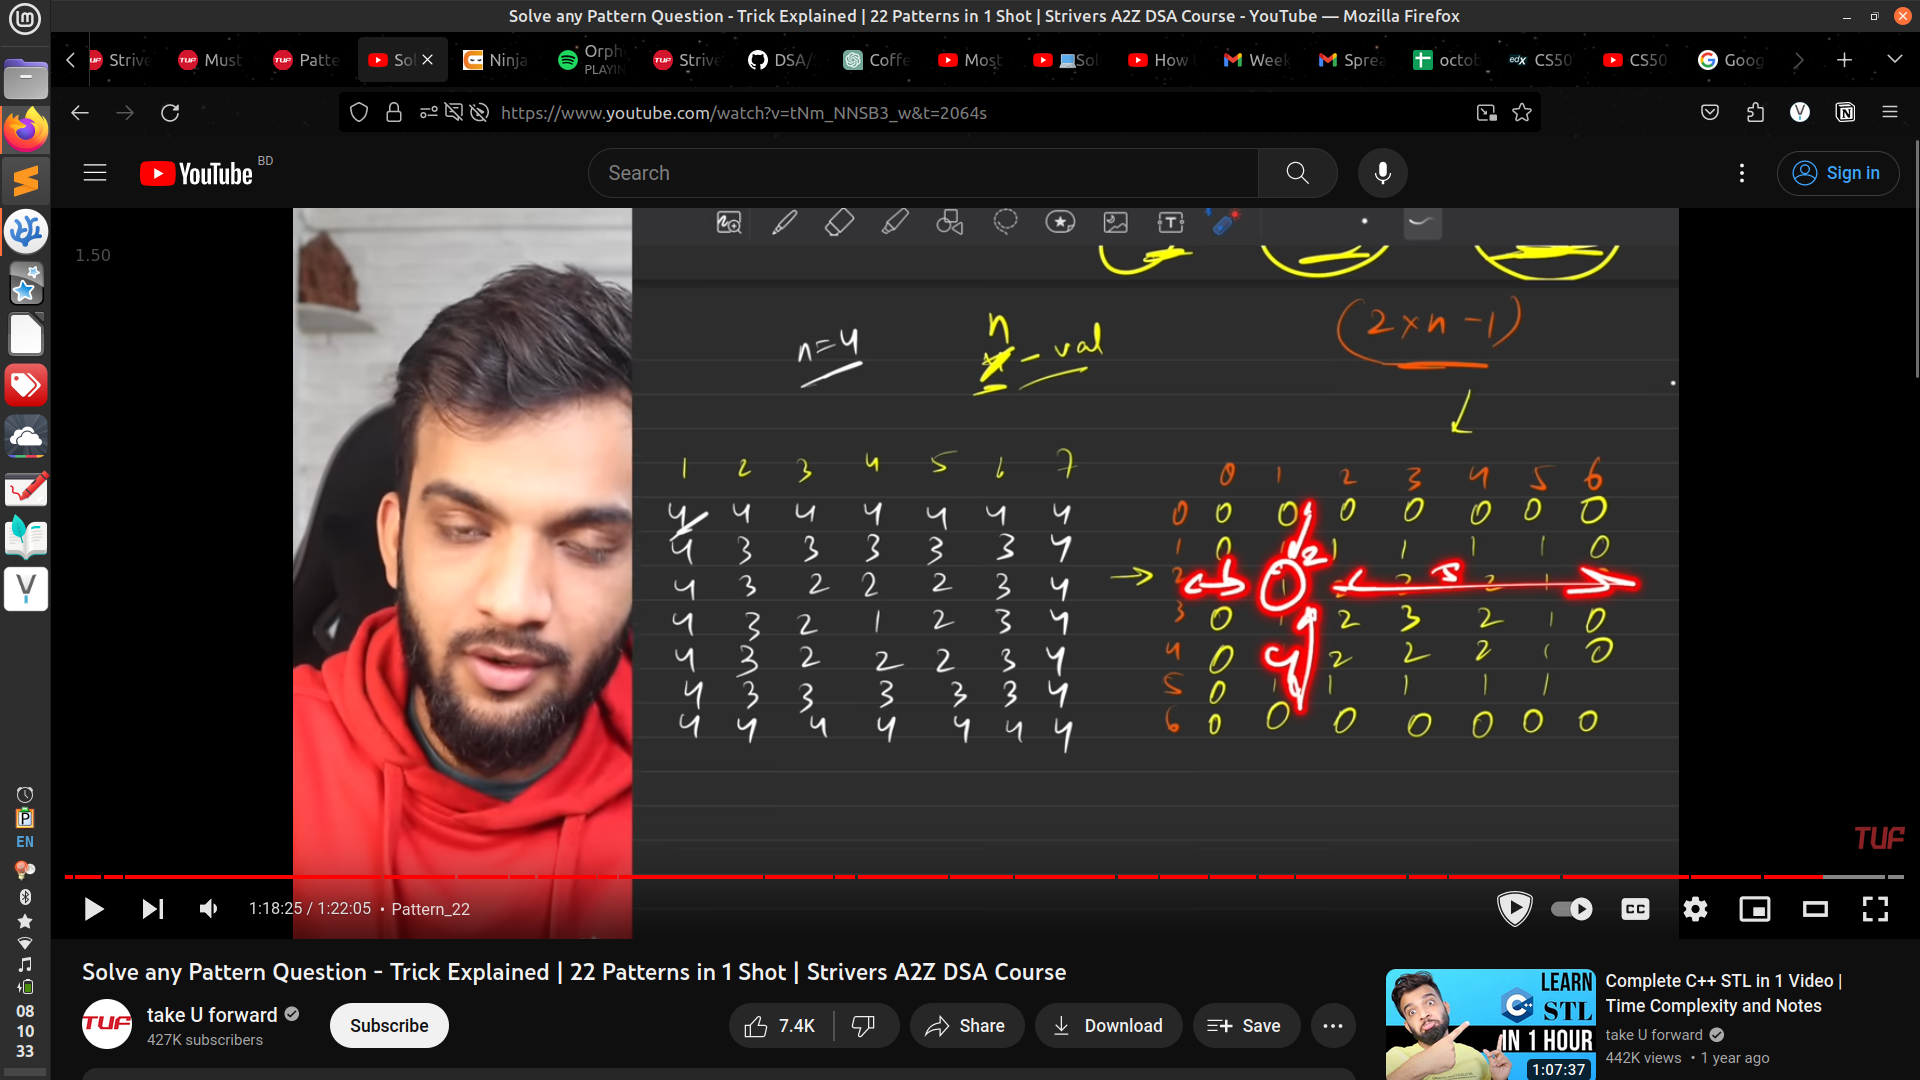 Solve any Pattern Question - Trick Explained | 22 Patterns in 1 Shot | Strivers A2Z DSA Course - YouTube — Mozilla Firefox
Strive
Must
Patte
Sol
Ninja
Orph
PLAYIN
Strive
DSA/
Coffe
Most
Sol
How
Week
Sprea
octob
edX CS50
CS50
Goog
https://www.youtube.com/watch?v=tNm_NNSB3_w&t=2064s
YouTube BD
Search
Sign in
1.50
n=4
n
- val
(2 x n - 1)
1 2 3 4 5 6 7
4 4 4 4 4 4 4
4 3 3 3 3 3 4
4 3 2 2 2 3 4
4 3 2 1 2 3 4
4 3 2 2 2 3 4
4 3 3 3 3 3 4
4 4 4 4 4 4 4
0 1 2 3 4 5 6
0 0 0 0 0 0 0 0
1 0 1 1 1 1 0
3 0 1 2 3 2 1 0
4 0 4 2 2 2 1 0
5 0 1 1 1 1 1
6 0 0 0 0 0 0 0
TUF
1:18:25 / 1:22:05 • Pattern_22
CC
Solve any Pattern Question - Trick Explained | 22 Patterns in 1 Shot | Strivers A2Z DSA Course
TUF
take U forward
427K subscribers
Subscribe
7.4K
Share
Download
Save
LEARN
C++ STL
IN 1 HOUR
1:07:37
Complete C++ STL in 1 Video |
Time Complexity and Notes
take U forward
442K views • 1 year ago
EN
08
10
33